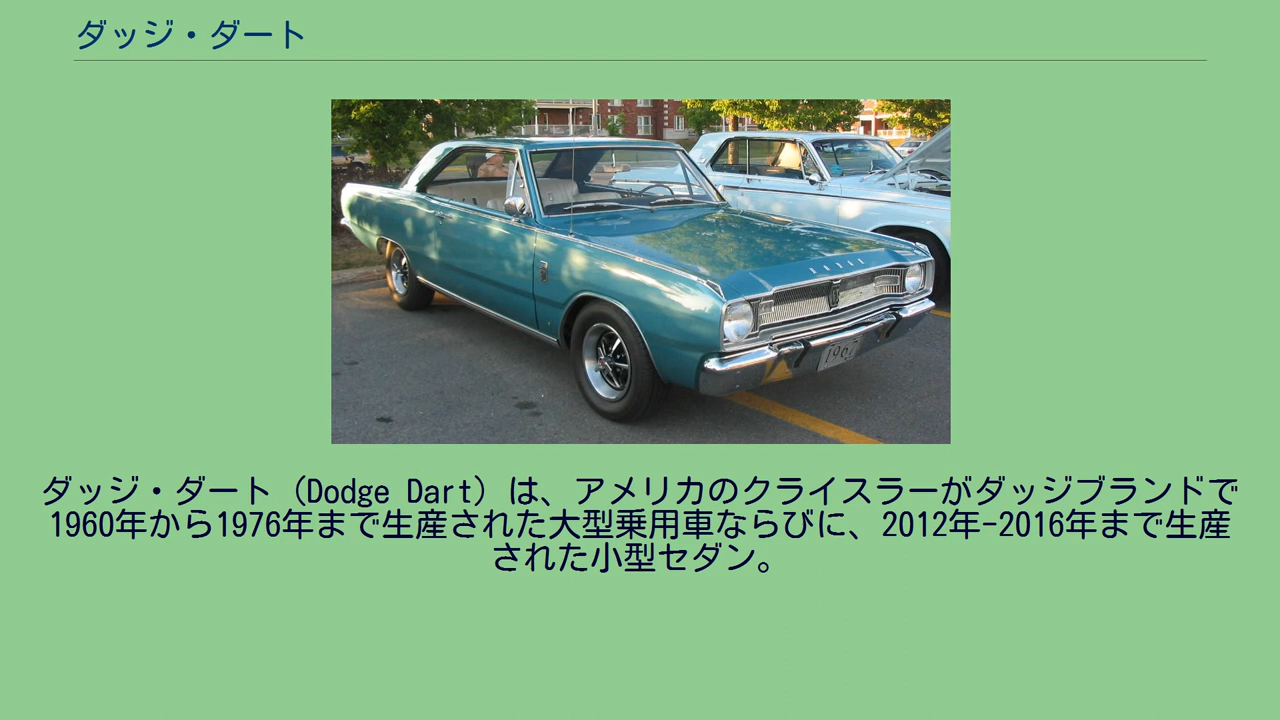 ダッジ・ダート
DODGE
1967
ダッジ・ダート（Dodge Dart）は、アメリカのクライスラーがダッジブランドで
1960年から1976年まで生産された大型乗用車ならびに、2012年-2016年まで生産
された小型セダン。